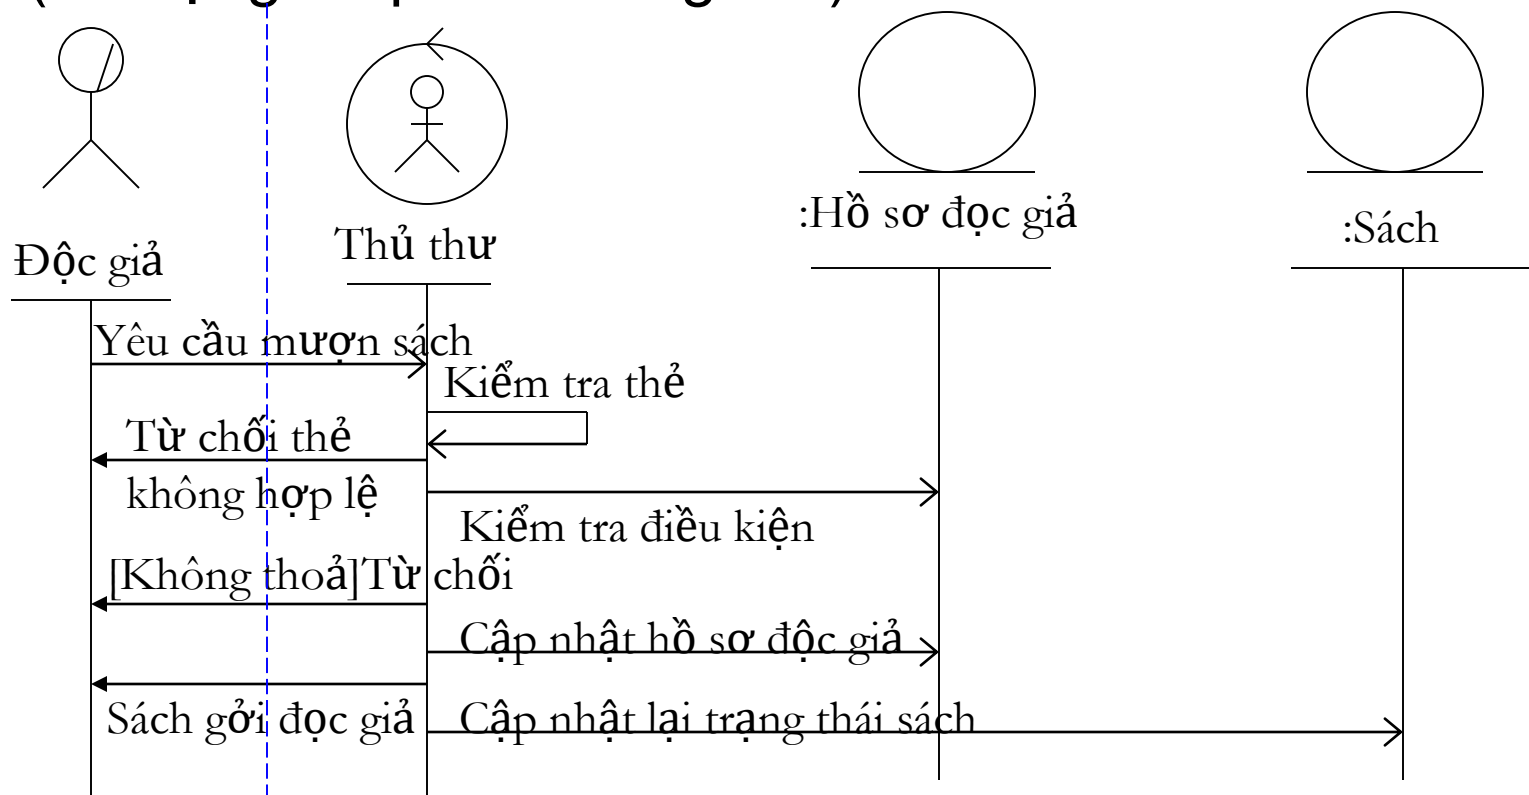 :Hồ sơ đọc giả
:Sách
Thủ thư
Độc giả
Yêu cầu mượn sách
Kiểm tra thẻ
Từ chối thẻ
không hợp lệ
Kiểm tra điều kiện
[Không thoả]Từ chối
Cập nhật hồ sơ độc giả
Sách gởi đọc giả
Cập nhật lại trạng thái sách